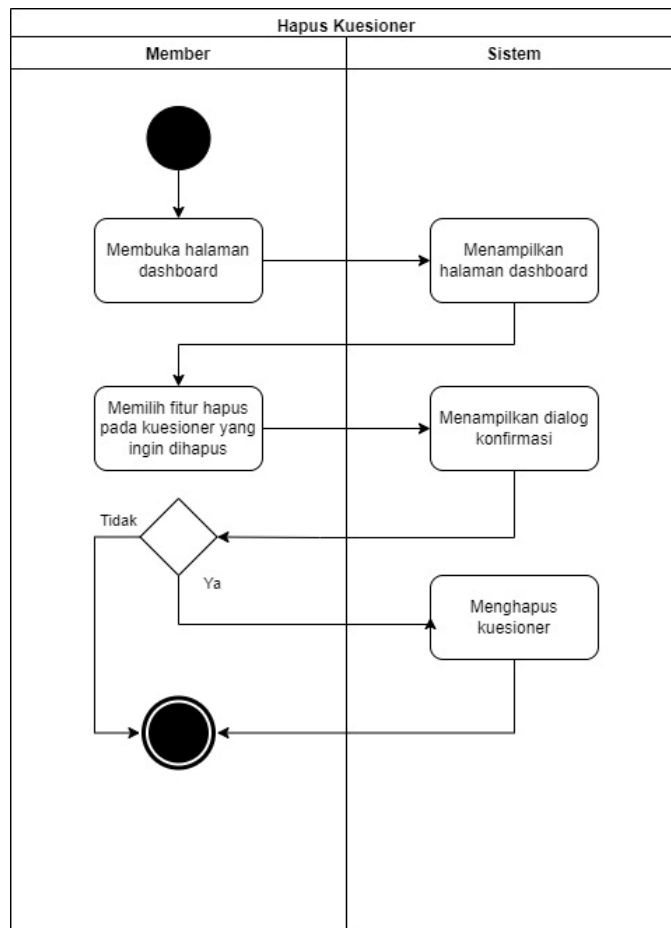 Hapus Kuesioner
Member
Sistem
Membuka halaman
dashboard
Menampilkan
halaman dashboard
Memilih fitur hapus
pada kuesioner yang
ingin dihapus
Menampilkan dialog
konfirmasi
Tidak
Ya
Menghapus
kuesioner